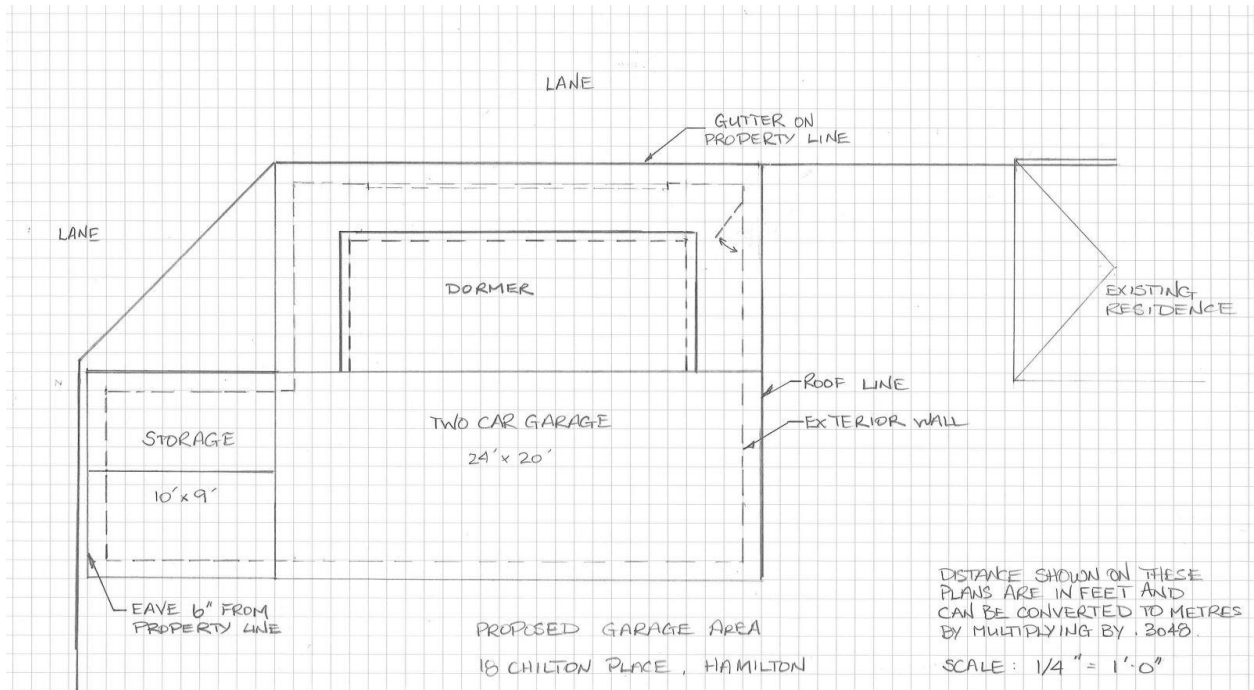 LANE
GUTTER ON
PROPERTY LINE
LANE
DORMER
EXISTING
RESIDENCE
ROOF LINE
TWO CAR GARAGE
24' x 20'
EXTERIOR WALL
STORAGE
10' x 9'
EAVE 6" FROM
PROPERTY LINE
PROPOSED GARAGE AREA
18 CHILTON PLACE, HAMILTON
DISTANCE SHOWN ON THESE
PLANS ARE IN FEET AND
CAN BE CONVERTED TO METRES
BY MULTIPLYING BY .3048.
SCALE: 1/4" = 1'-0"